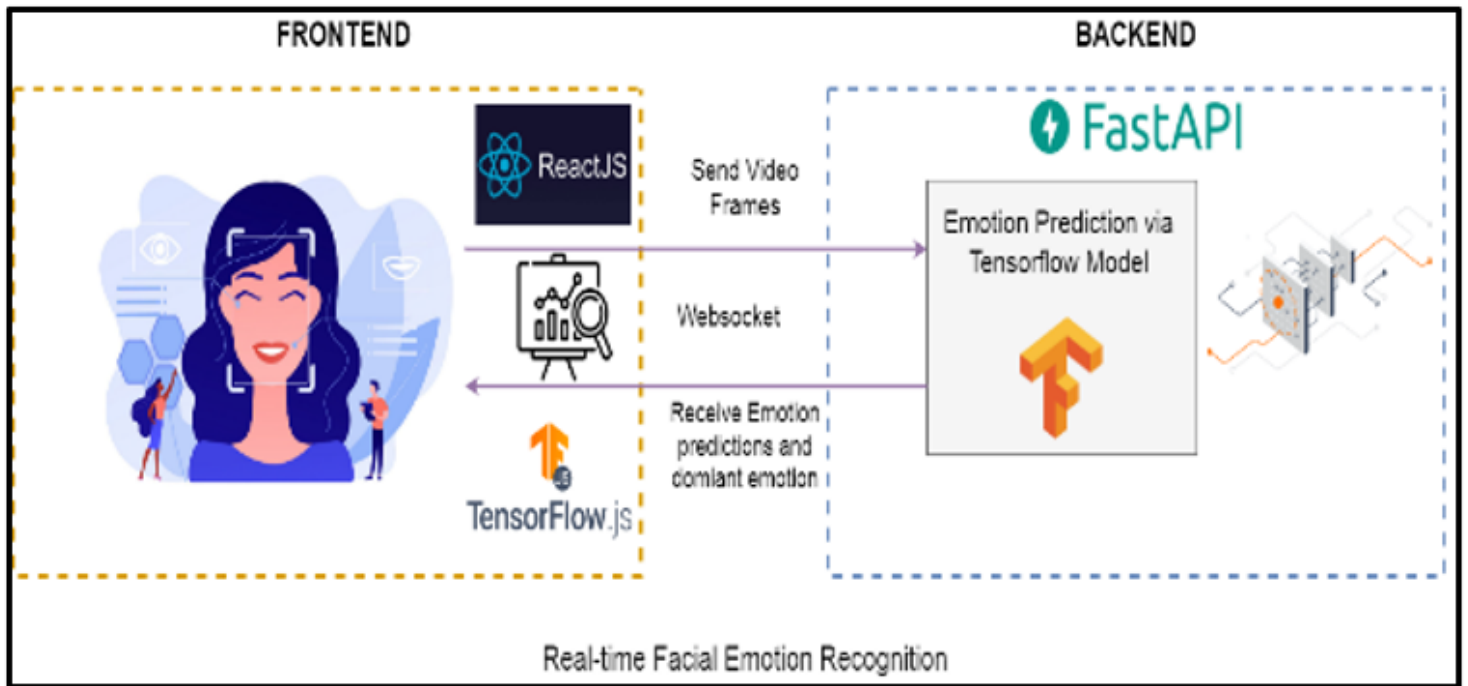 FRONTEND
BACKEND
ReactJS
Send Video
Frames
Websocket
Receive Emotion
predictions and
domiant emotion
JS
TensorFlow.js
FastAPI
Emotion Prediction via
Tensorflow Model
Real-time Facial Emotion Recognition